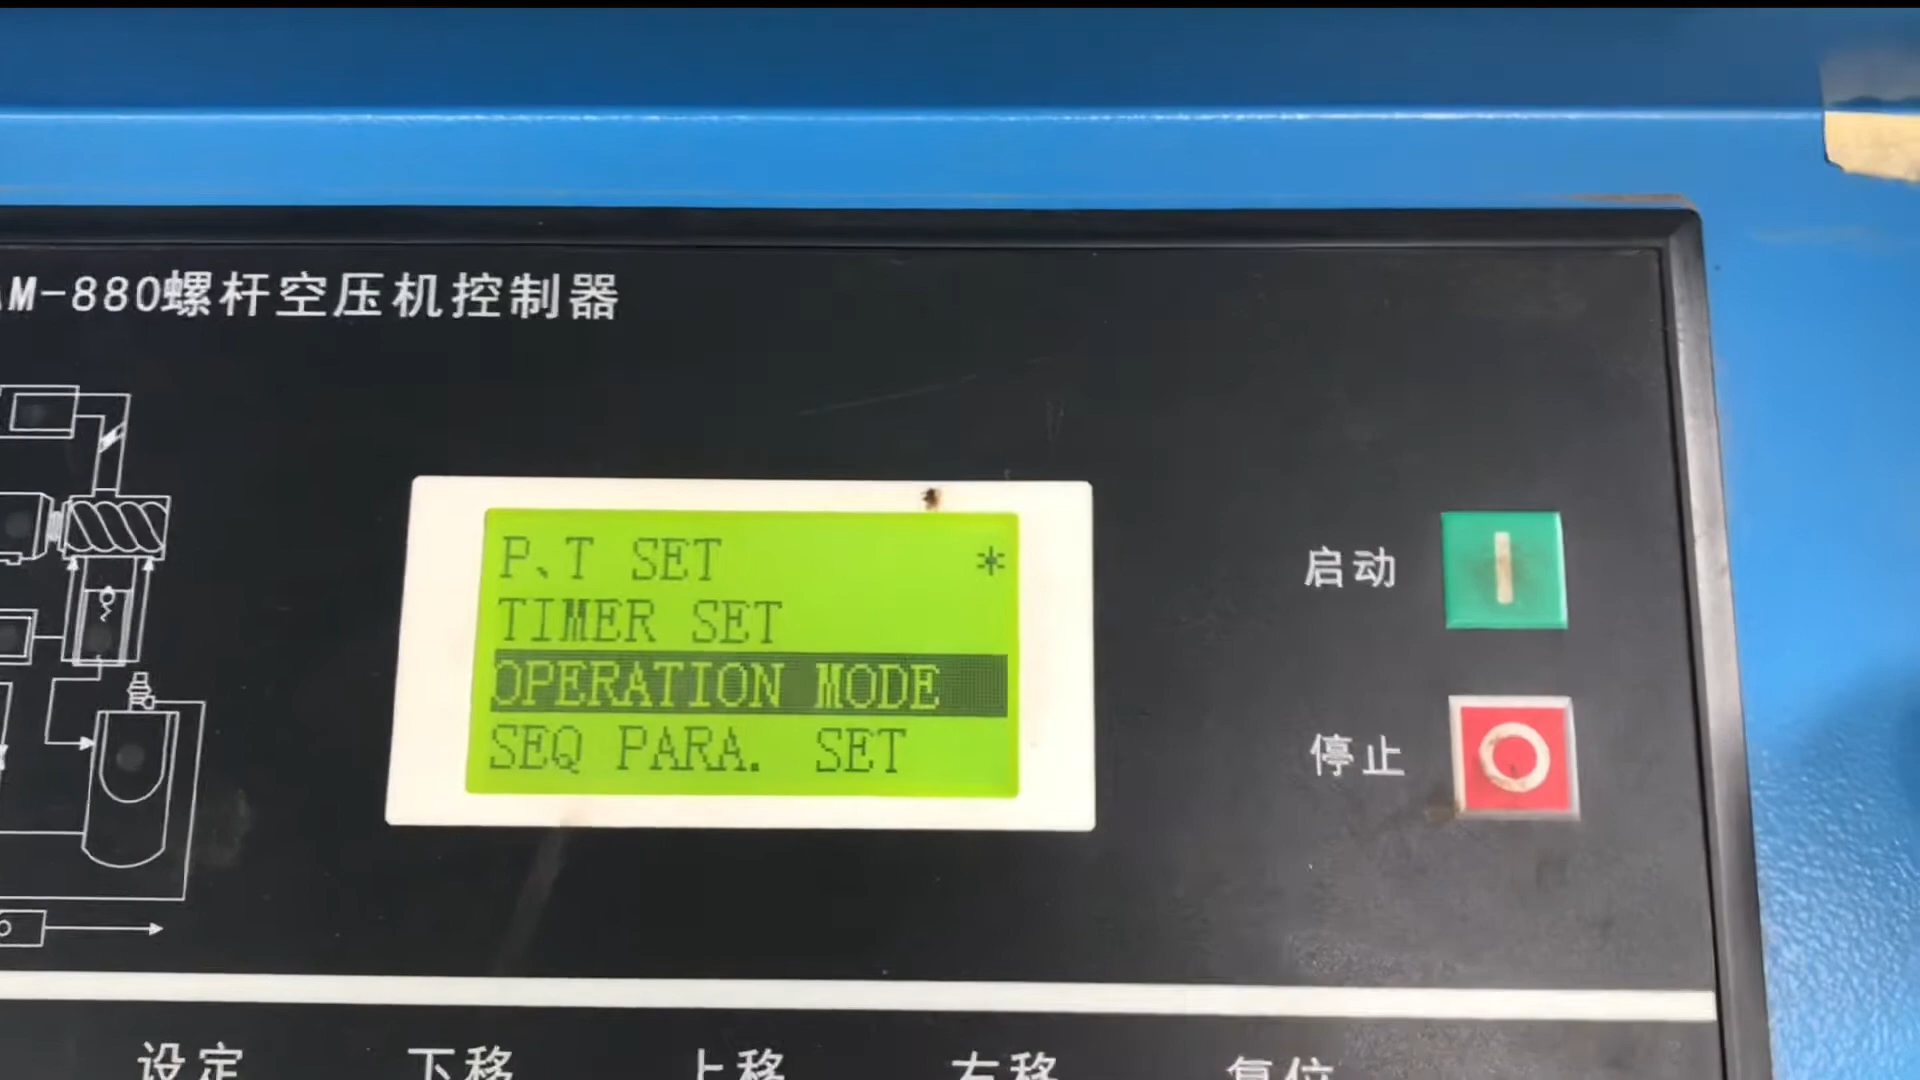 M-880螺杆空压机控制器
P、T SET *
TIMER SET
OPERATION MODE
SEQ PARA. SET
启动
停止
设定 下移 上移 右移 复位